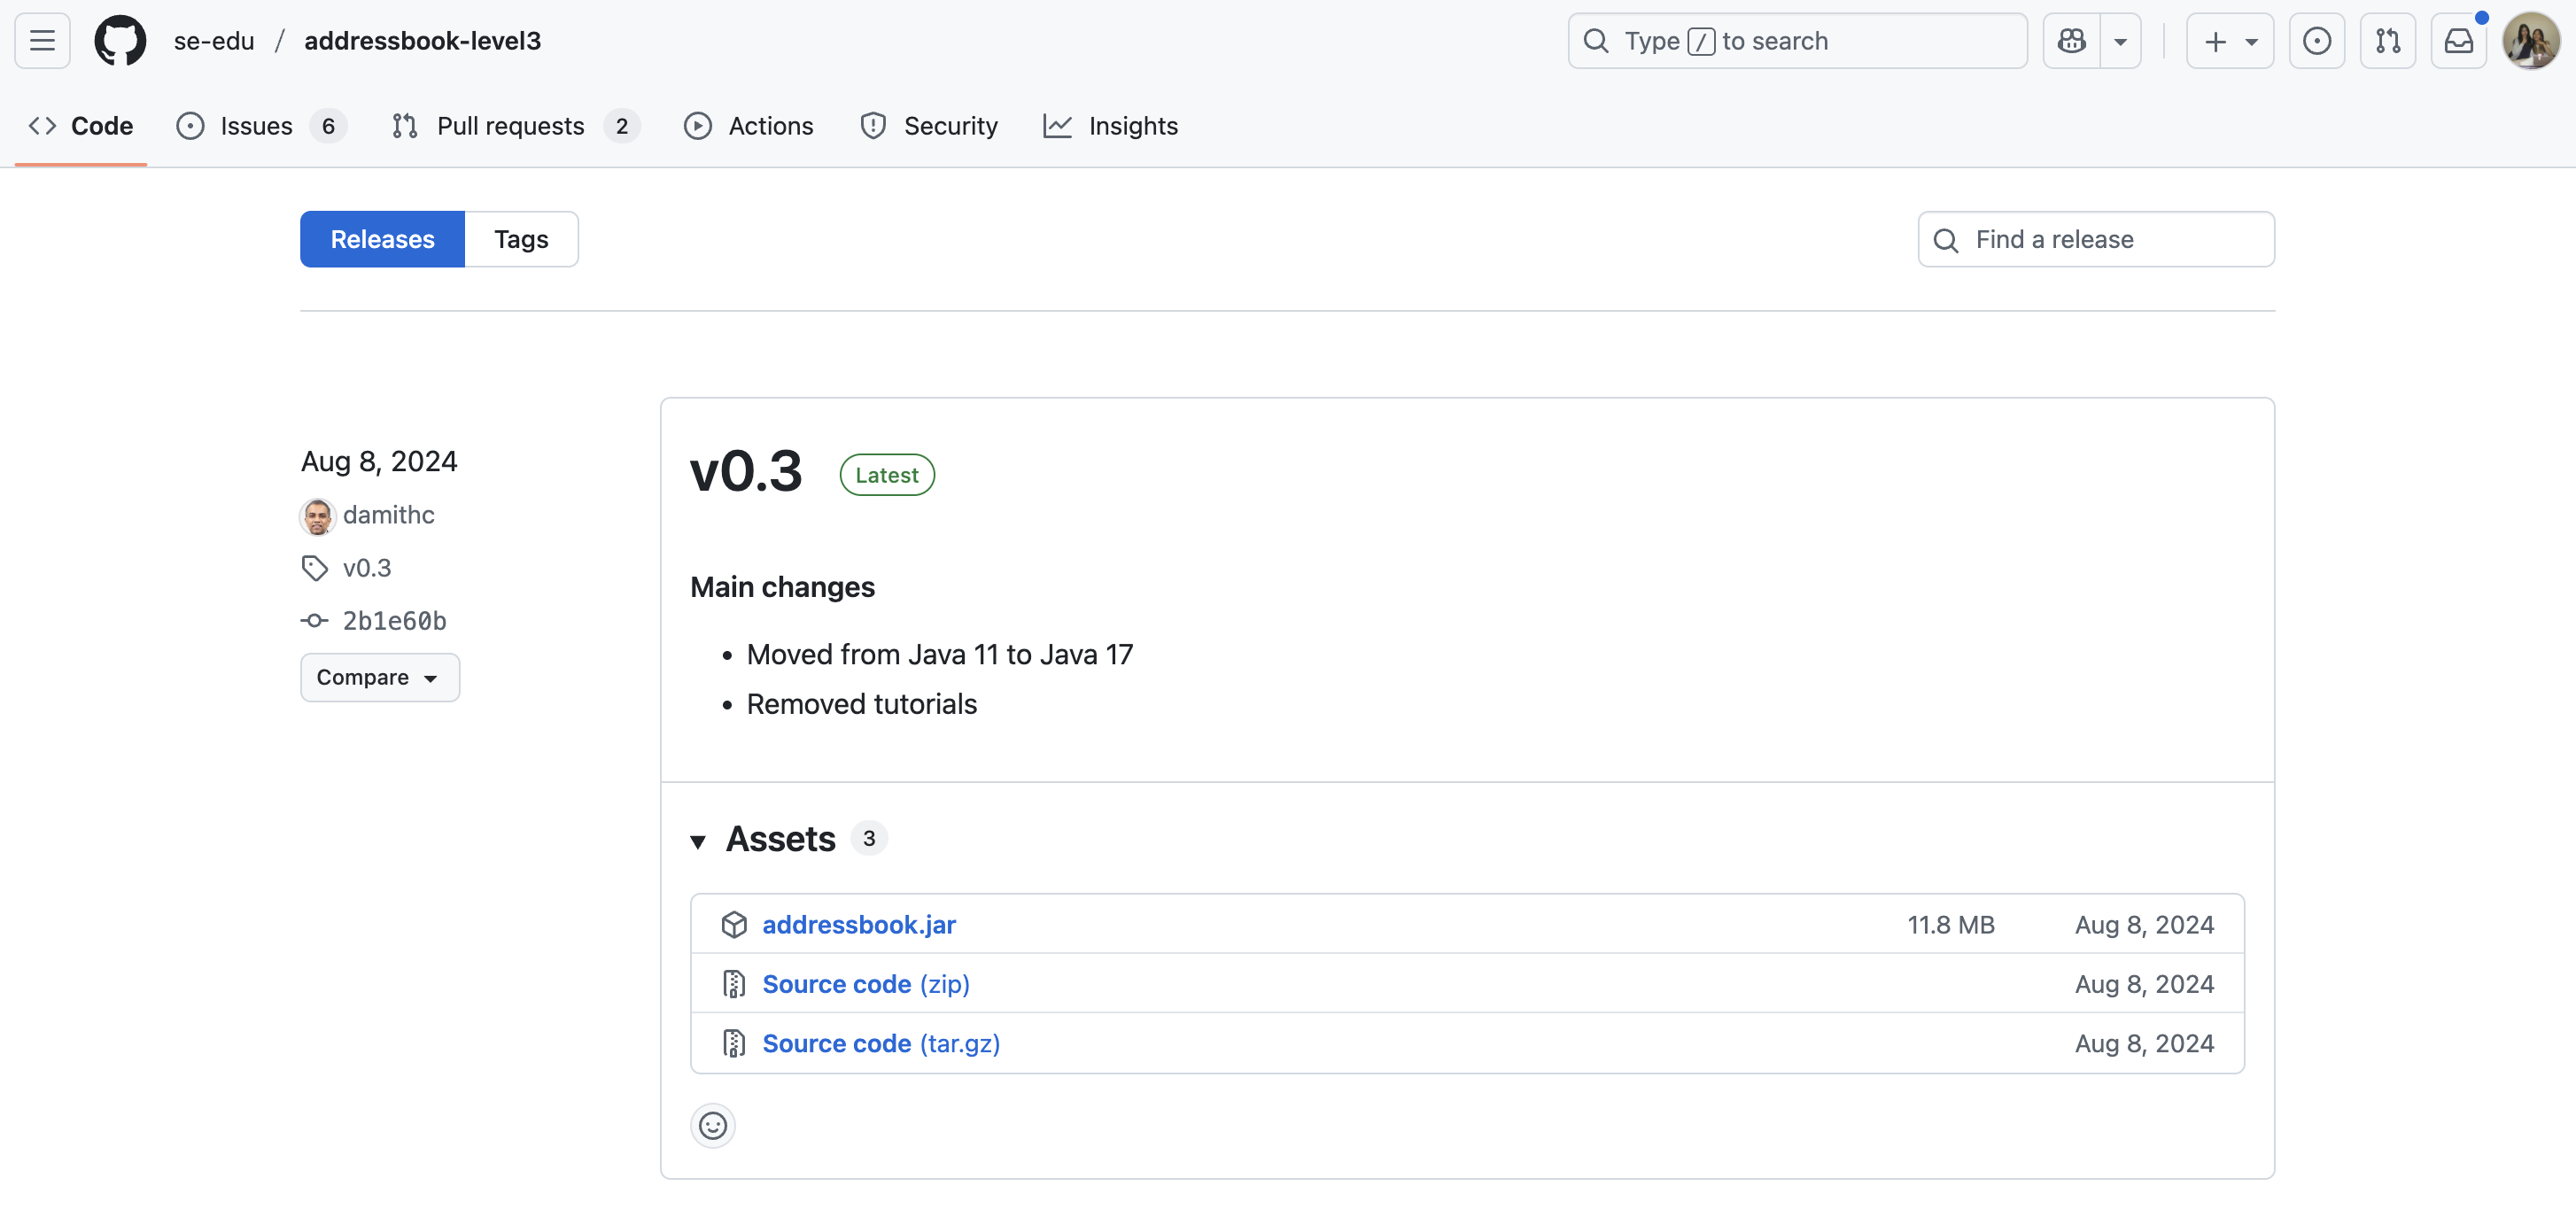 se-edu / addressbook-level3
Type / to search
Code
Issues 6
Pull requests 2
Actions
Security
Insights
Releases
Tags
Find a release
Aug 8, 2024
damithc
v0.3
2b1e60b
Compare
v0.3 Latest
Main changes
• Moved from Java 11 to Java 17
• Removed tutorials
Assets 3
addressbook.jar 11.8 MB Aug 8, 2024
Source code (zip) Aug 8, 2024
Source code (tar.gz) Aug 8, 2024